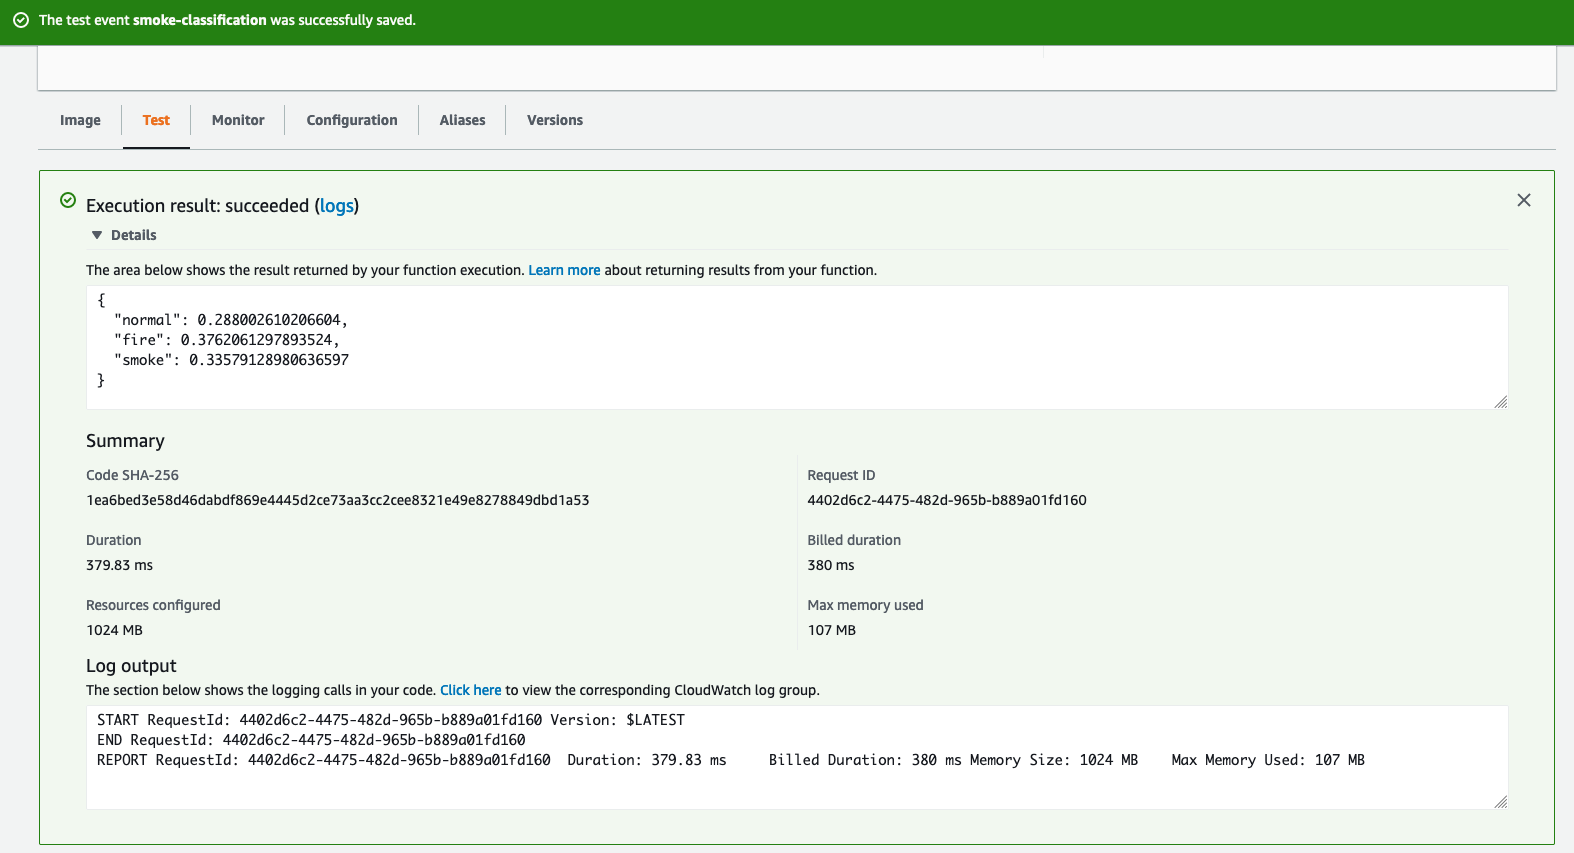 The test event smoke-classification was successfully saved.
Image
Test
Monitor
Configuration
Aliases
Versions
Execution result: succeeded (logs)
Details
The area below shows the result returned by your function execution. Learn more about returning results from your function.
{
"normal": 0.288002610206604,
"fire": 0.3762061297893524,
"smoke": 0.33579128980636597
}
Summary
Code SHA-256
1ea6bed3e58d46dabdf869e4445d2ce73aa3cc2cee8321e49e8278849dbd1a53
Request ID
4402d6c2-4475-482d-965b-b889a01fd160
Duration
379.83 ms
Billed duration
380 ms
Resources configured
1024 MB
Max memory used
107 MB
Log output
The section below shows the logging calls in your code. Click here to view the corresponding CloudWatch log group.
START RequestId: 4402d6c2-4475-482d-965b-b889a01fd160 Version: $LATEST
END RequestId: 4402d6c2-4475-482d-965b-b889a01fd160
REPORT RequestId: 4402d6c2-4475-482d-965b-b889a01fd160 Duration: 379.83 ms Billed Duration: 380 ms Memory Size: 1024 MB Max Memory Used: 107 MB